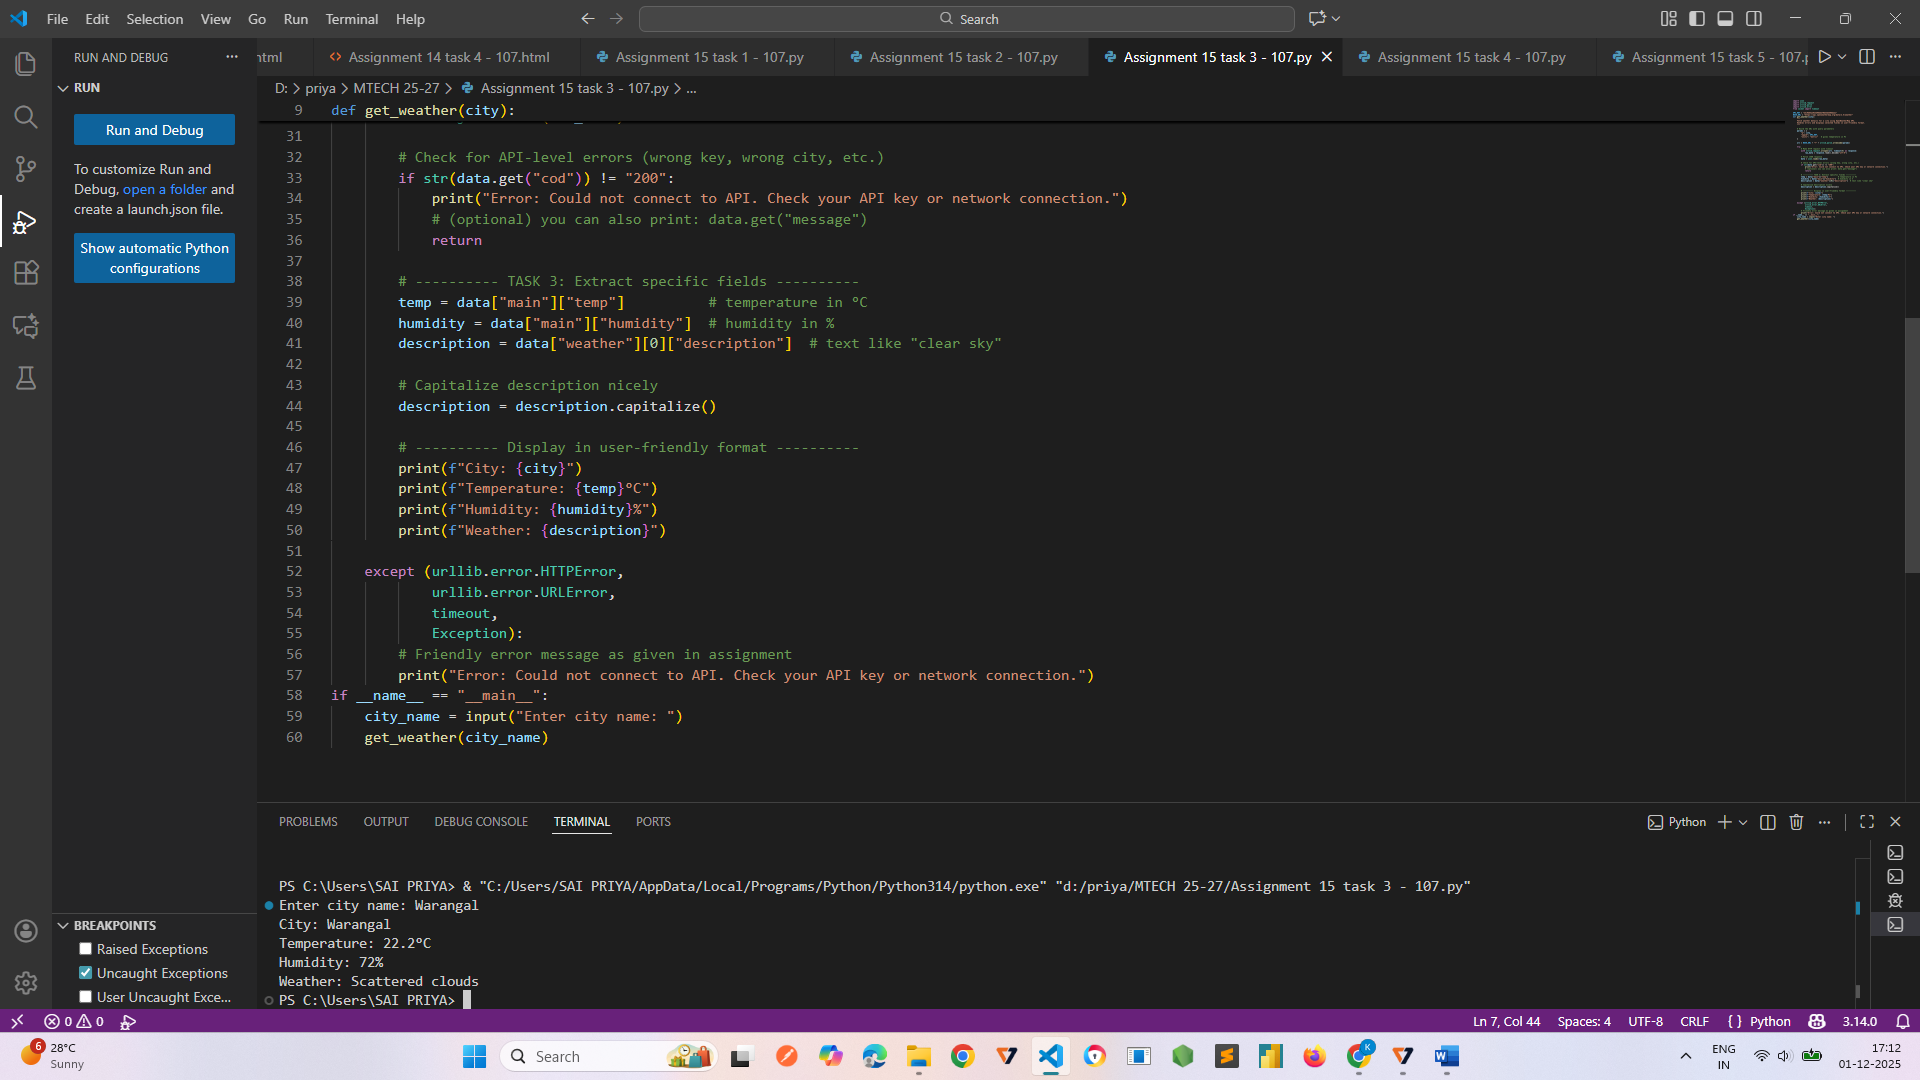 File Edit Selection View Go Run Terminal Help
Search
RUN AND DEBUG
Assignment 14 task 4 - 107.html
Assignment 15 task 1 - 107.py
Assignment 15 task 2 - 107.py
Assignment 15 task 3 - 107.py
Assignment 15 task 4 - 107.py
Assignment 15 task 5 - 107.p
RUN
Run and Debug
To customize Run and
Debug, open a folder and
create a launch.json file.
Show automatic Python
configurations
D: > priya > MTECH 25-27 > Assignment 15 task 3 - 107.py > ...
9 def get_weather(city):
31
32 # Check for API-level errors (wrong key, wrong city, etc.)
33 if str(data.get("cod")) != "200":
34 print("Error: Could not connect to API. Check your API key or network connection.")
35 # (optional) you can also print: data.get("message")
36 return
37
38 # ---------- TASK 3: Extract specific fields ----------
39 temp = data["main"]["temp"] # temperature in °C
40 humidity = data["main"]["humidity"] # humidity in %
41 description = data["weather"][0]["description"] # text like "clear sky"
42
43 # Capitalize description nicely
44 description = description.capitalize()
45
46 # ---------- Display in user-friendly format ----------
47 print(f"City: {city}")
48 print(f"Temperature: {temp}°C")
49 print(f"Humidity: {humidity}%")
50 print(f"Weather: {description}")
51
52 except (urllib.error.HTTPError,
53 urllib.error.URLError,
54 timeout,
55 Exception):
56 # Friendly error message as given in assignment
57 print("Error: Could not connect to API. Check your API key or network connection.")
58 if __name__ == "__main__":
59 city_name = input("Enter city name: ")
60 get_weather(city_name)
PROBLEMS OUTPUT DEBUG CONSOLE TERMINAL PORTS
Python
PS C:\Users\SAI PRIYA> & "C:/Users/SAI PRIYA/AppData/Local/Programs/Python/Python314/python.exe" "d:/priya/MTECH 25-27/Assignment 15 task 3 - 107.py"
Enter city name: Warangal
City: Warangal
Temperature: 22.2°C
Humidity: 72%
Weather: Scattered clouds
PS C:\Users\SAI PRIYA>
BREAKPOINTS
Raised Exceptions
Uncaught Exceptions
User Uncaught Exce...
0 0
Ln 7, Col 44 Spaces: 4 UTF-8 CRLF { } Python 3.14.0
6
28°C
Sunny
Search
K
ENG
IN
17:12
01-12-2025